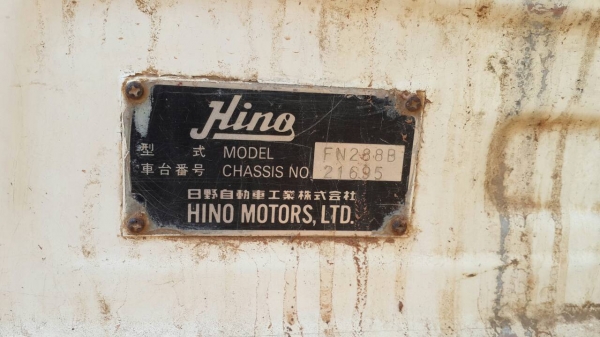 Hino
型 式 MODEL FN288B
車台番号 CHASSIS NO. 21695
日野自動車工業株式会社
HINO MOTORS, LTD.